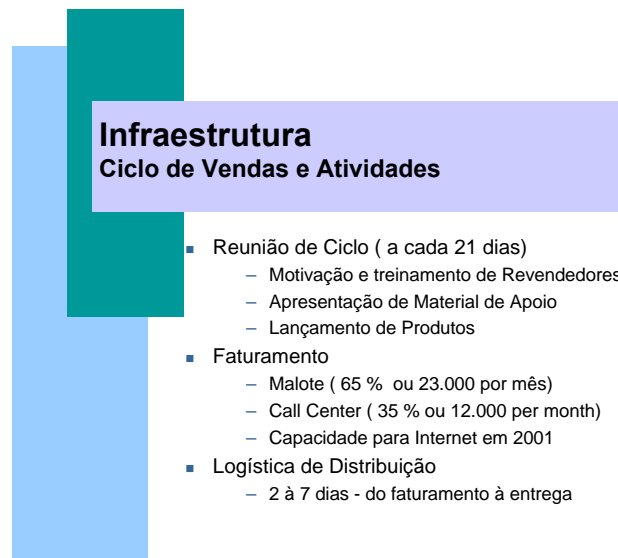 Infraestrutura
Ciclo de Vendas e Atividades
Reunião de Ciclo ( a cada 21 dias)
– Motivação e treinamento de Revendedores
– Apresentação de Material de Apoio
– Lançamento de Produtos
Faturamento
– Malote ( 65 % ou 23.000 por mês)
– Call Center ( 35 % ou 12.000 per month)
– Capacidade para Internet em 2001
Logística de Distribuição
– 2 à 7 dias - do faturamento à entrega